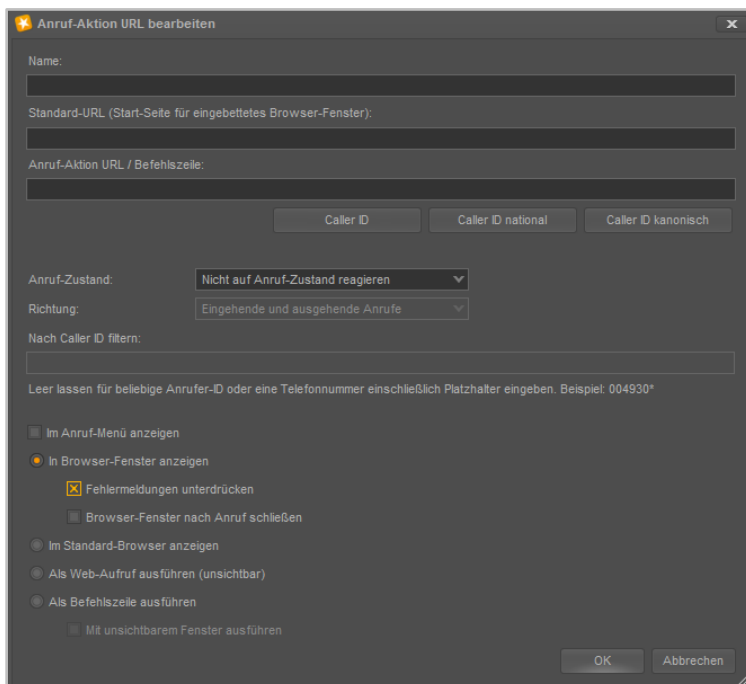 Anruf-Aktion URL bearbeiten
Name:
Standard-URL (Start-Seite für eingebettetes Browser-Fenster):
Anruf-Aktion URL / Befehlszeile:
Caller ID Caller ID national Caller ID kanonisch
Anruf-Zustand: Nicht auf Anruf-Zustand reagieren
Richtung: Eingehende und ausgehende Anrufe
Nach Caller ID filtern:
Leer lassen für beliebige Anrufer-ID oder eine Telefonnummer einschließlich Platzhalter eingeben. Beispiel: 004930*
Im Anruf-Menü anzeigen
In Browser-Fenster anzeigen
Fehlermeldungen unterdrücken
Browser-Fenster nach Anruf schließen
Im Standard-Browser anzeigen
Als Web-Aufruf ausführen (unsichtbar)
Als Befehlszeile ausführen
Mit unsichtbarem Fenster ausführen
OK Abbrechen